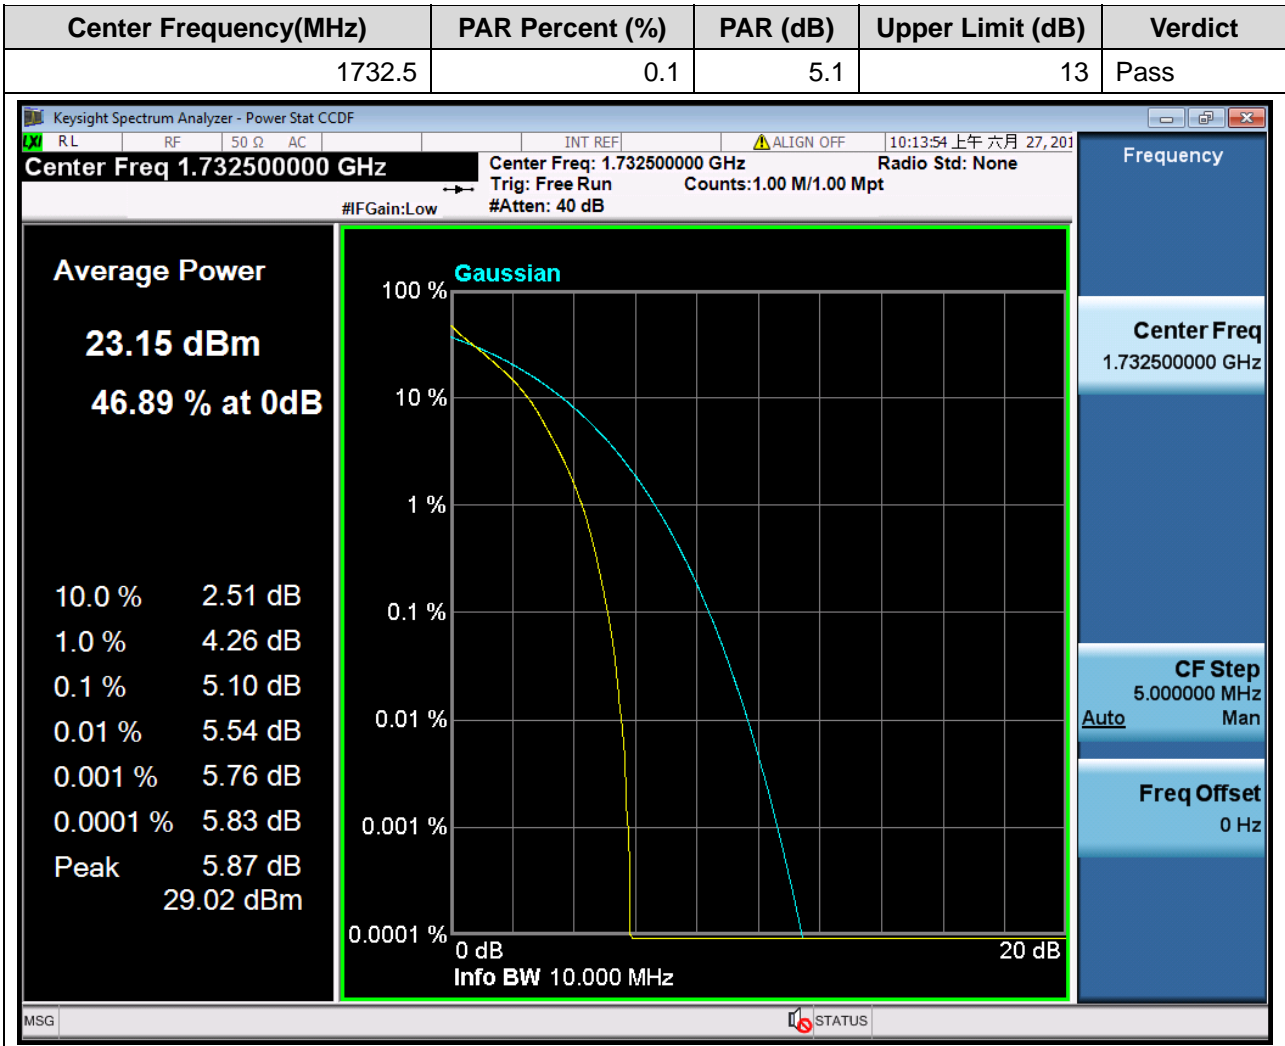 Center Frequency(MHz) PAR Percent (%) PAR (dB) Upper Limit (dB) Verdict
1732.5 0.1 5.1 13 Pass
Keysight Spectrum Analyzer - Power Stat CCDF
LXI RL RF 50 Ω AC INT REF ALIGN OFF 10:13:54 上午 六月 27, 201
Center Freq 1.732500000 GHz
Center Freq: 1.732500000 GHz Radio Std: None
Trig: Free Run Counts:1.00 M/1.00 Mpt
#IFGain:Low #Atten: 40 dB
Frequency
Average Power
23.15 dBm
46.89 % at 0dB
10.0 % 2.51 dB
1.0 % 4.26 dB
0.1 % 5.10 dB
0.01 % 5.54 dB
0.001 % 5.76 dB
0.0001 % 5.83 dB
Peak 5.87 dB
29.02 dBm
Gaussian
100 %
10 %
1 %
0.1 %
0.01 %
0.001 %
0.0001 %
0 dB 20 dB
Info BW 10.000 MHz
Center Freq
1.732500000 GHz
CF Step
5.000000 MHz
Auto Man
Freq Offset
0 Hz
MSG STATUS